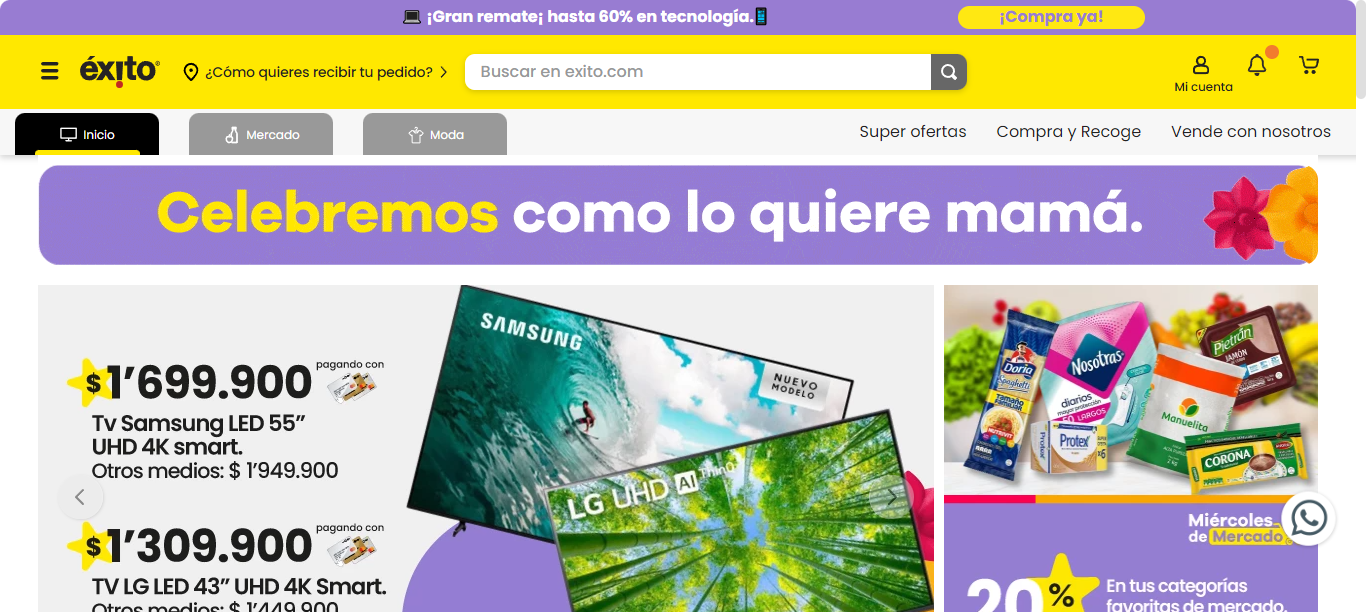 ¡Gran remate¡ hasta 60% en tecnología.
¡Compra ya!
éxito
¿Cómo quieres recibir tu pedido?
Buscar en exito.com
Mi cuenta
Inicio
Mercado
Moda
Super ofertas
Compra y Recoge
Vende con nosotros
Celebremos como lo quiere mamá.
$1’699.900
pagando con
Tv Samsung LED 55”
UHD 4K smart.
Otros medios: $ 1’949.900
$1’309.900
pagando con
TV LG LED 43” UHD 4K Smart.
Otros medios: $ 1’449.900
SAMSUNG
NUEVO
MODELO
LG UHD AI ThinQ
Doria
Spaghetti
Nosotras
diarios
mayor protección
50 LARGOS
Protex
Protex
x6
Manuelita
Pietrán
JAMÓN
CORONA
Miércoles
de Mercado
20%
En tus categorías
favoritas de mercado.